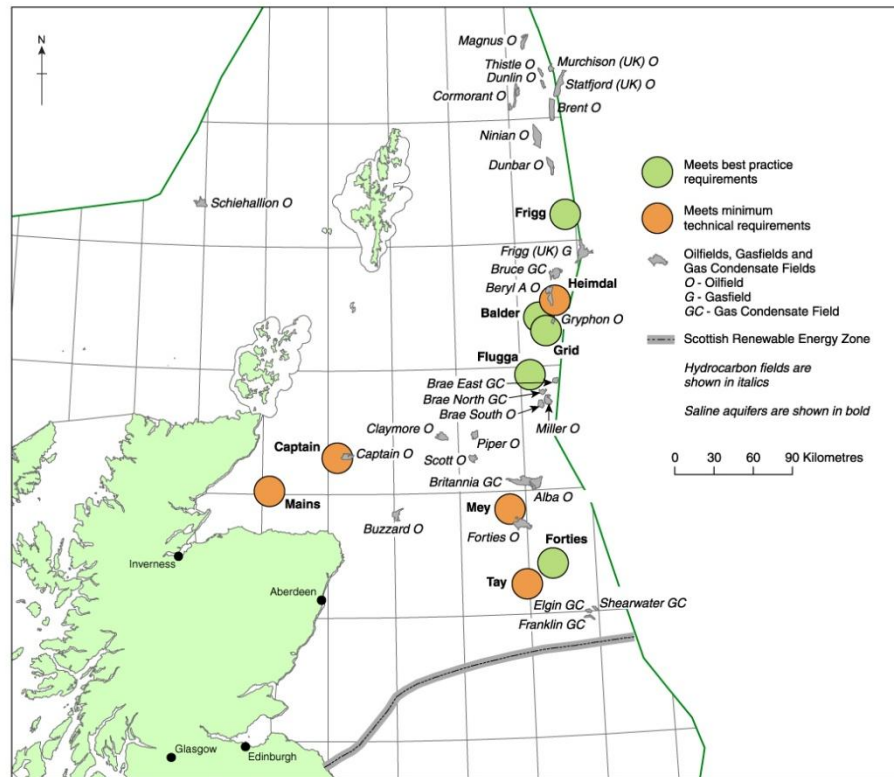 N
Magnus O
Thistle O
Murchison (UK) O
Dunlin O
Statfjord (UK) O
Cormorant O
Brent O
Ninian O
Dunbar O
Schiehallion O
Frigg
Frigg (UK) G
Bruce GC
Heimdal
Beryl A O
Balder
Gryphon O
Grid
Flugga
Brae East GC
Brae North GC
Brae South O
Miller O
Claymore O
Piper O
Captain
Captain O
Scott O
Britannia GC
Alba O
Mains
Mey
Buzzard O
Forties O
Forties
Inverness
Tay
Aberdeen
Elgin GC
Shearwater GC
Franklin GC
Glasgow
Edinburgh
Meets best practice
requirements
Meets minimum
technical requirements
Oilfields, Gasfields and
Gas Condensate Fields
O - Oilfield
G - Gasfield
GC - Gas Condensate Field
Scottish Renewable Energy Zone
Hydrocarbon fields are
shown in italics
Saline aquifers are shown in bold
0 30 60 90 Kilometres